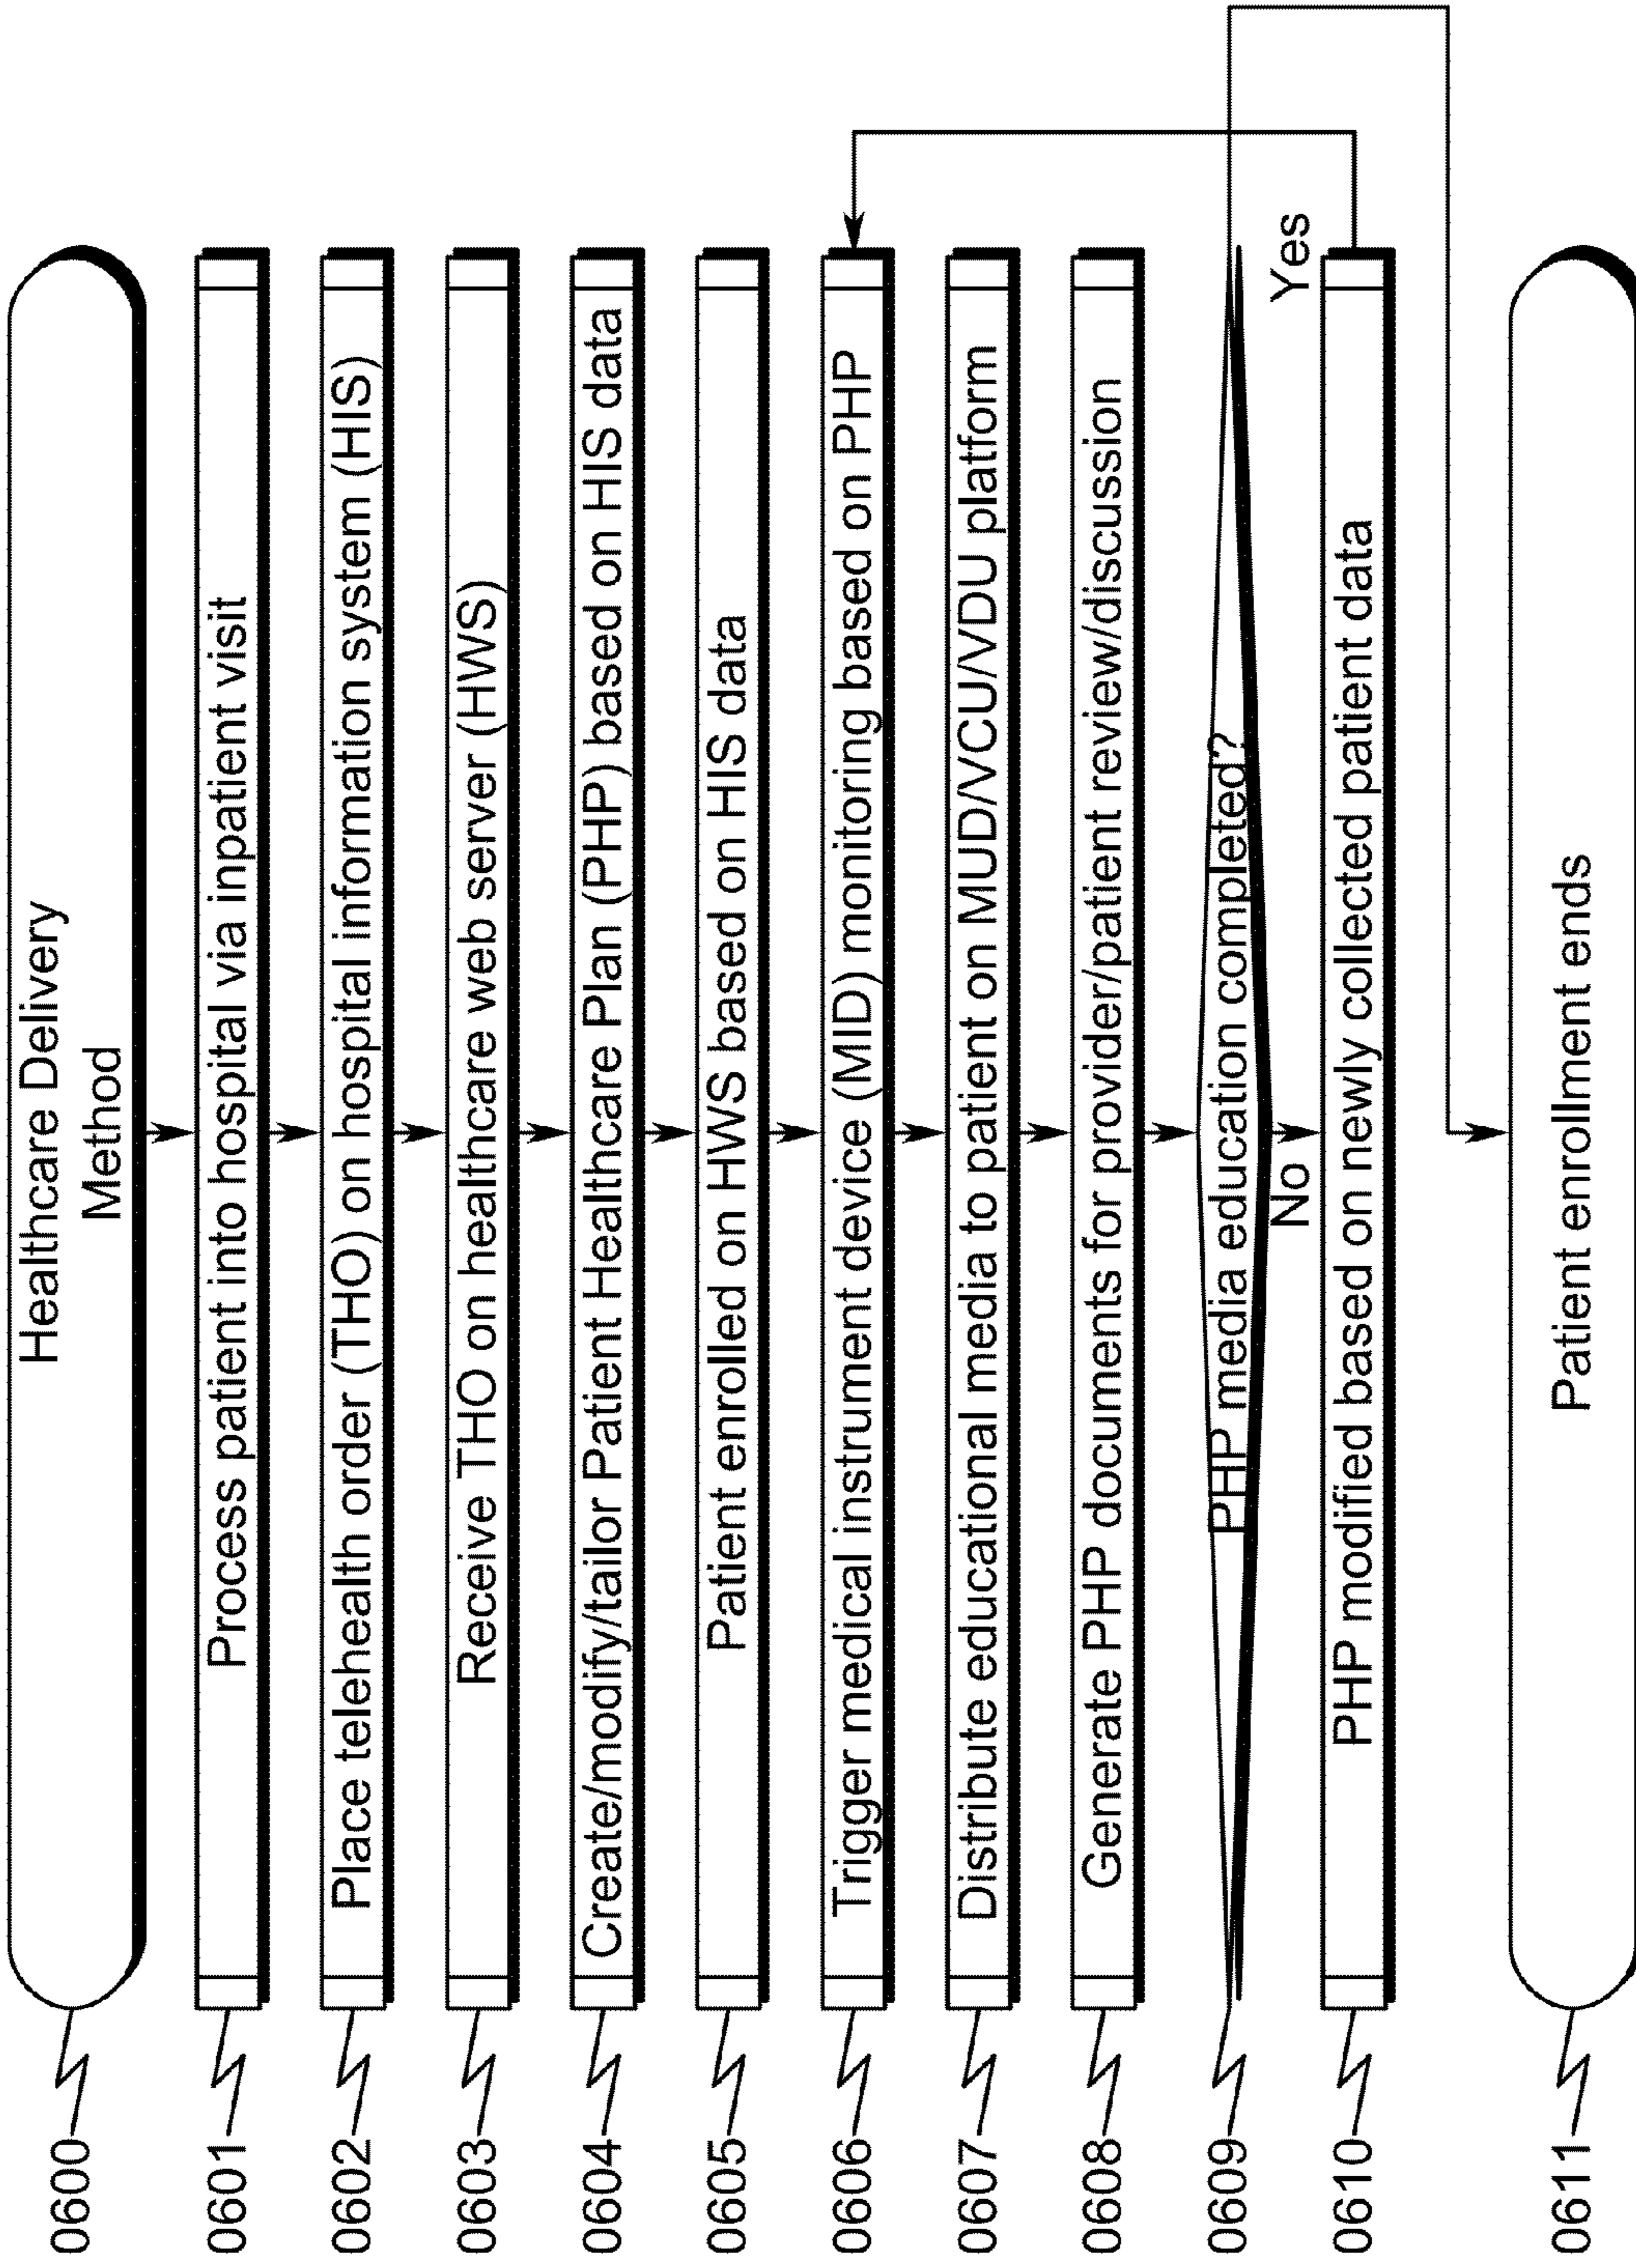 Healthcare Delivery
Method
0600
Process patient into hospital via inpatient visit
0601
Place telehealth order (THO) on hospital information system (HIS)
0602
Receive THO on healthcare web server (HWS)
0603
Create/modify/tailor Patient Healthcare Plan (PHP) based on HIS data
0604
Patient enrolled on HWS based on HIS data
0605
Trigger medical instrument device (MID) monitoring based on PHP
0606
Distribute educational media to patient on MUD/VCU/VDU platform
0607
Generate PHP documents for provider/patient review/discussion
0608
PHP media education completed?
0609
No
Yes
PHP modified based on newly collected patient data
0610
Patient enrollment ends
0611